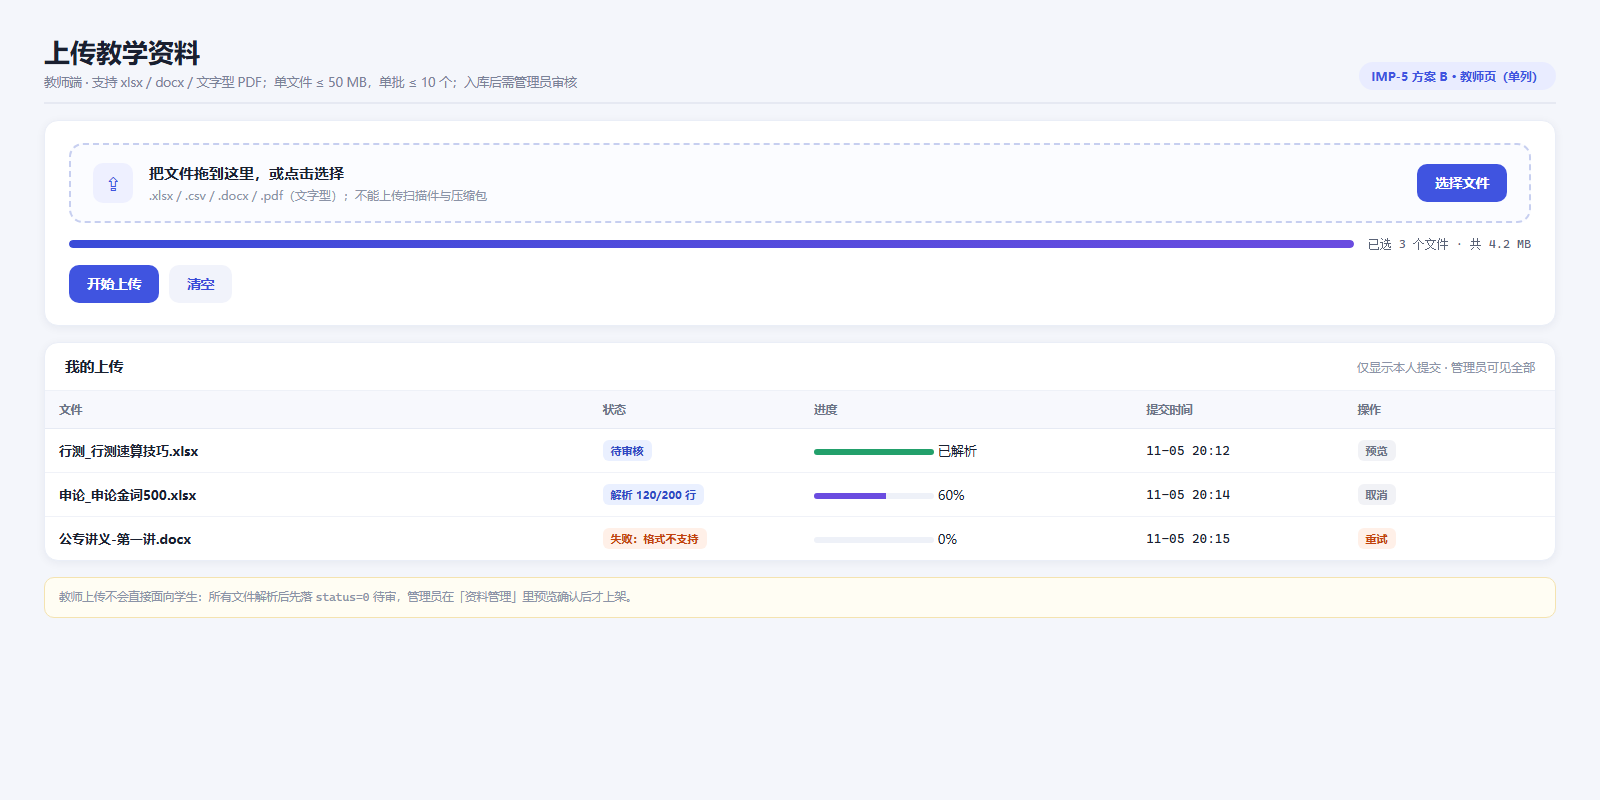 上传教学资料
教师端 · 支持 xlsx / docx / 文字型 PDF；单文件 ≤ 50 MB，单批 ≤ 10 个；入库后需管理员审核
IMP-5 方案 B · 教师页（单列）
把文件拖到这里，或点击选择
.xlsx / .csv / .docx / .pdf（文字型）；不能上传扫描件与压缩包
选择文件
已选 3 个文件 · 共 4.2 MB
开始上传 清空
我的上传 仅显示本人提交 · 管理员可见全部
文件 状态 进度 提交时间 操作
行测_行测速算技巧.xlsx 待审核 已解析 11-05 20:12 预览
申论_申论金词500.xlsx 解析 120/200 行 60% 11-05 20:14 取消
公专讲义-第一讲.docx 失败：格式不支持 0% 11-05 20:15 重试
教师上传不会直接面向学生：所有文件解析后先落 status=0 待审，管理员在「资料管理」里预览确认后才上架。